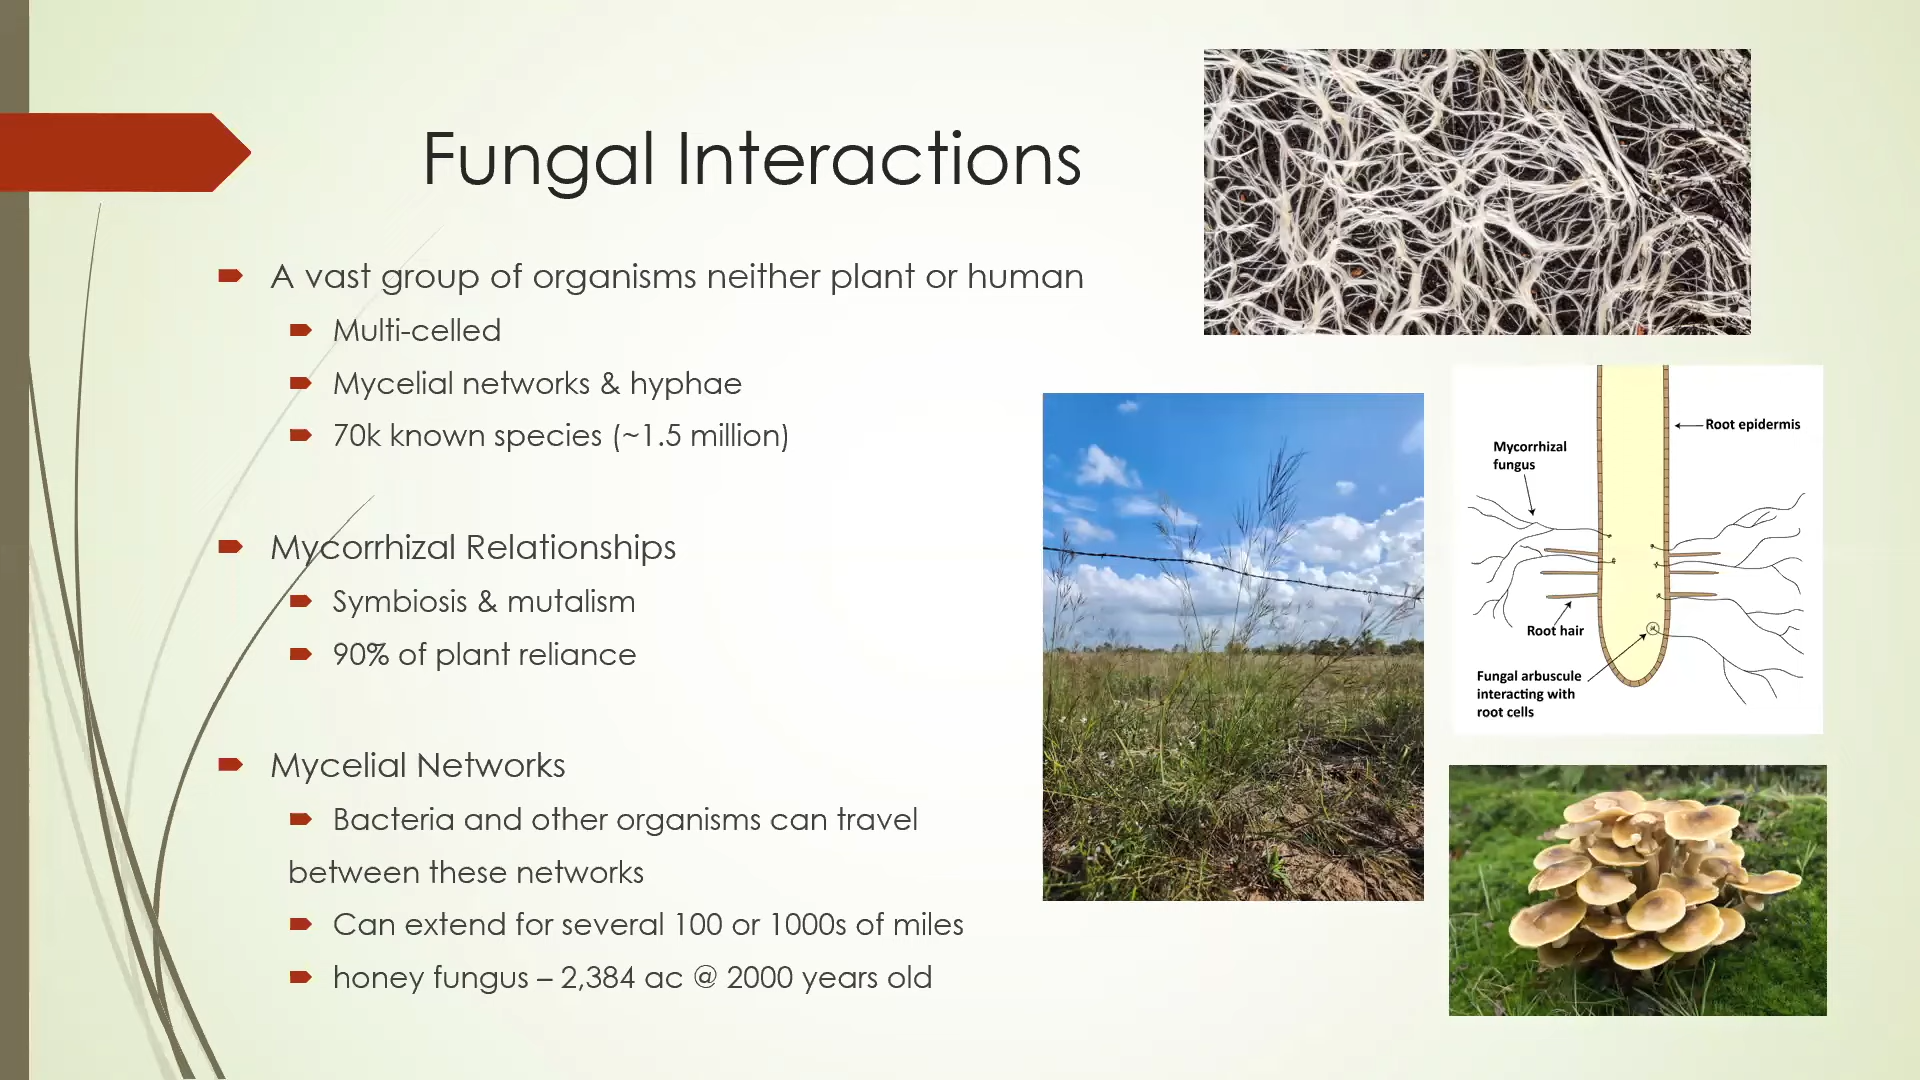 Fungal Interactions
A vast group of organisms neither plant or human
Multi-celled
Mycelial networks & hyphae
70k known species (~1.5 million)
Mycorrhizal Relationships
Symbiosis & mutalism
90% of plant reliance
Mycelial Networks
Bacteria and other organisms can travel
between these networks
Can extend for several 100 or 1000s of miles
honey fungus – 2,384 ac @ 2000 years old
Root epidermis
Mycorrhizal
fungus
Root hair
Fungal arbuscule
interacting with
root cells